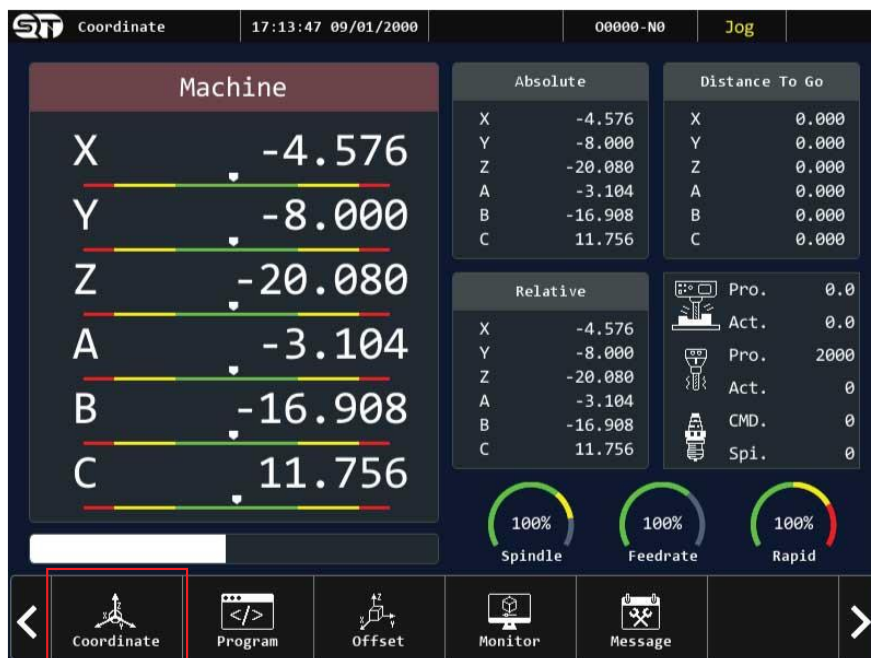 ST Coordinate 17:13:47 09/01/2000 O0000-N0 Jog
Machine
X -4.576
Y -8.000
Z -20.080
A -3.104
B -16.908
C 11.756
Absolute
X -4.576
Y -8.000
Z -20.080
A -3.104
B -16.908
C 11.756
Distance To Go
X 0.000
Y 0.000
Z 0.000
A 0.000
B 0.000
C 0.000
Relative
X -4.576
Y -8.000
Z -20.080
A -3.104
B -16.908
C 11.756
Pro. 0.0
Act. 0.0
Pro. 2000
Act. 0
CMD. 0
Spi. 0
100% 100% 100%
Spindle Feedrate Rapid
Coordinate Program Offset Monitor Message